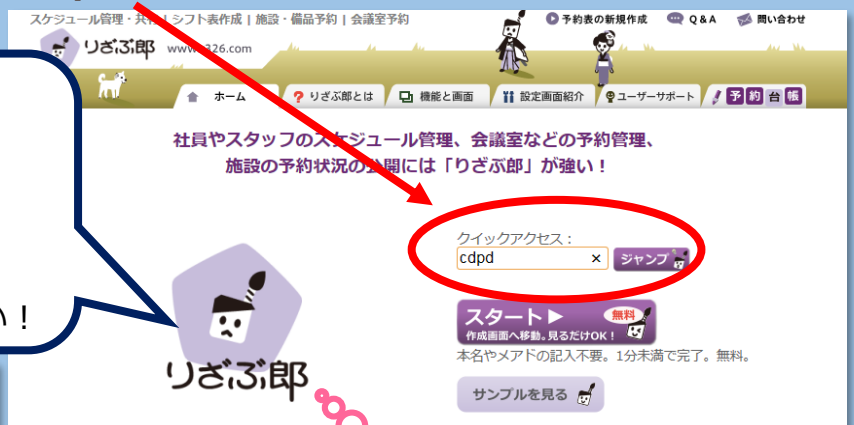 スケジュール管理・共有 | シフト表作成 | 施設・備品予約 | 会議室予約
予約表の新規作成 Q&A 問い合わせ
りざぶ郎 www.r326.com
ホーム りざぶ郎とは 機能と画面 設定画面紹介 ユーザーサポート 予約台帳
社員やスタッフのスケジュール管理、会議室などの予約管理、
施設の予約状況の公開には「りざぶ郎」が強い！
クイックアクセス：
cdpd × ジャンプ
い！
スタート▶ 無料
作成画面へ移動。見るだけOK！
本名やメアドの記入不要。1分未満で完了。無料。
りざぶ郎
サンプルを見る